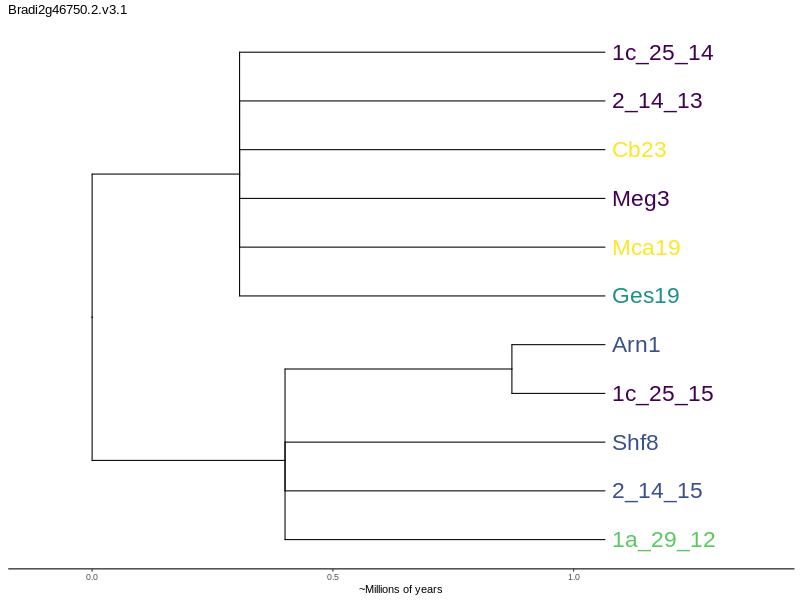 Bradi2g46750.2.v3.1
1c_25_14
2_14_13
Cb23
Meg3
Mca19
Ges19
Arn1
1c_25_15
Shf8
2_14_15
1a_29_12
0.0 0.5 1.0
~Millions of years